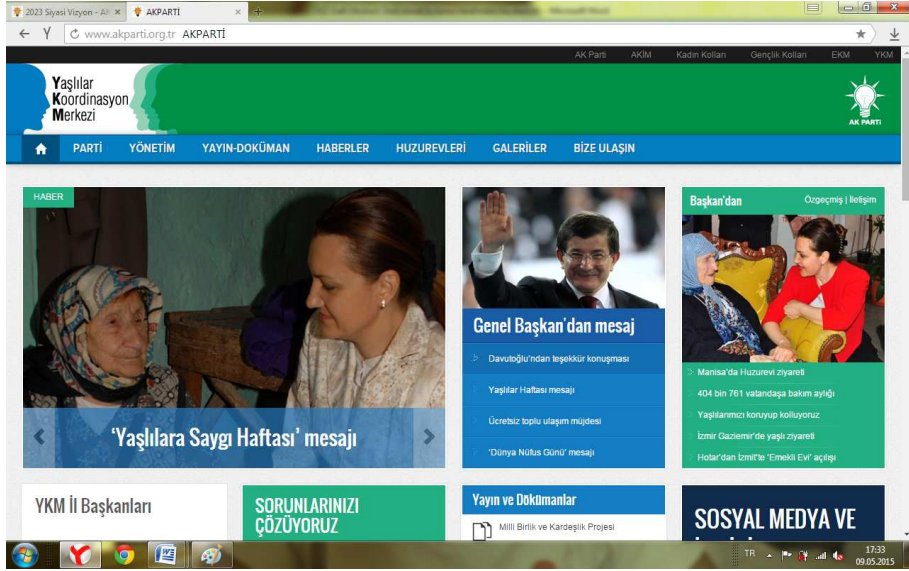 2023 Siyasi Vizyon - A
AKPARTİ
www.akparti.org.tr AKPARTİ
AK Parti AKİM Kadın Kolları Gençlik Kolları EKM YKM
Yaşlılar
Koordinasyon
Merkezi
AK PARTİ
PARTİ YÖNETİM YAYIN-DOKÜMAN HABERLER HUZUREVLERİ GALERİLER BİZE ULAŞIN
HABER
'Yaşlılara Saygı Haftası' mesajı
Genel Başkan'dan mesaj
Davutoğlu'ndan teşekkür konuşması
Yaşlılar Haftası mesajı
Ücretsiz toplu ulaşım müjdesi
'Dünya Nüfus Günü' mesajı
Başkan'dan
Özgeçmiş | İletişim
Manisa'da Huzurevi ziyareti
404 bin 761 vatandaşa bakım aylığı
Yaşlılarımızı koruyup kolluyoruz
İzmir Gaziemir'de yaşlı ziyareti
Hotar'dan İzmit'te 'Emekli Evi' açılışı
YKM İl Başkanları
SORUNLARINIZI
ÇÖZÜYORUZ
Yayın ve Dökümanlar
Milli Birlik ve Kardeşlik Projesi
SOSYAL MEDYA VE
TR
17:33
09.05.2015